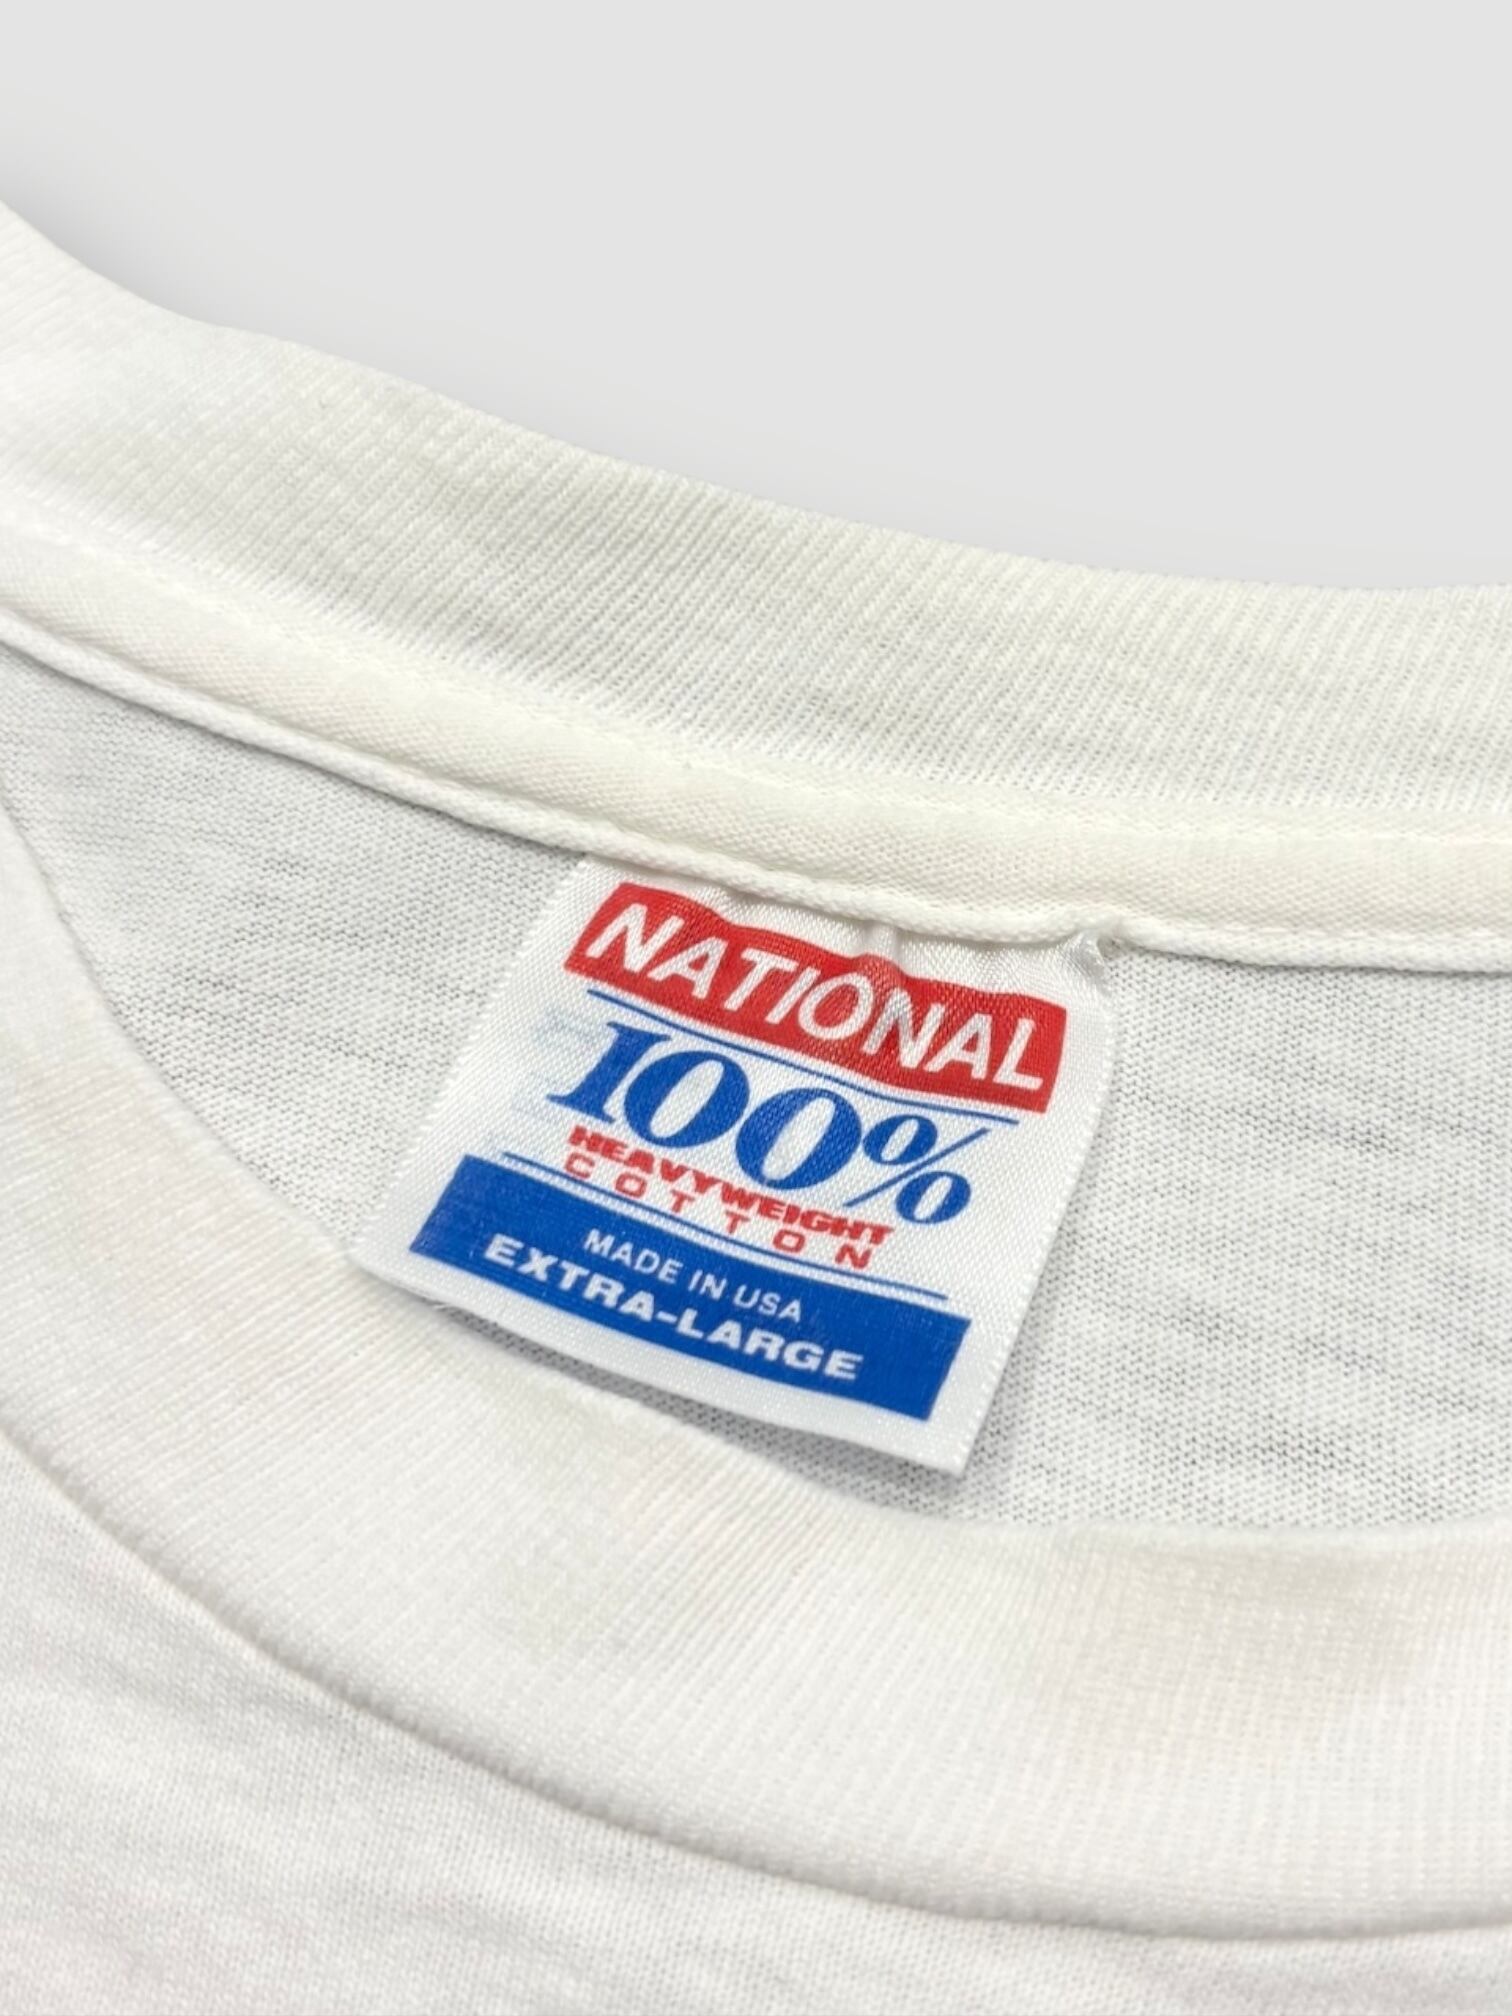 NATIONAL
100%
HEAVYWEIGHT
COTTON
MADE IN USA
EXTRA-LARGE